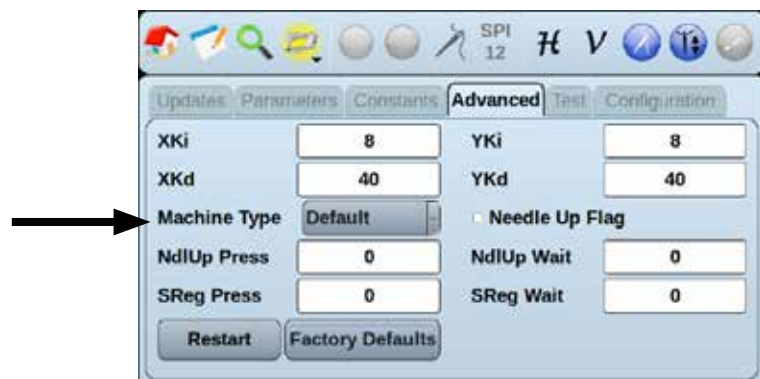 SPI
12
H V
Updates Parameters Constants Advanced Test Configuration
XKi 8 YKi 8
XKd 40 YKd 40
Machine Type Default Needle Up Flag
NdlUp Press 0 NdlUp Wait 0
SReg Press 0 SReg Wait 0
Restart Factory Defaults